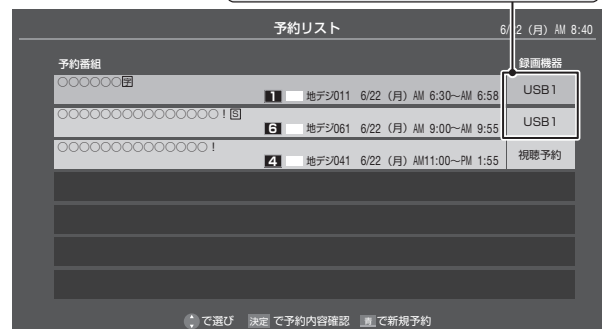 予約リスト
6/22（月）AM 8:40
予約番組
録画機器
○○○○○○字
1 地デジ011 6/22（月）AM 6:30～AM 6:58
USB1
○○○○○○○○○○○○○○○！S
6 地デジ061 6/22（月）AM 9:00～AM 9:55
USB1
○○○○○○○○○○○○○○！
4 地デジ041 6/22（月）AM11:00～PM 1:55
視聴予約
で選び 決定 で予約内容確認 青 で新規予約